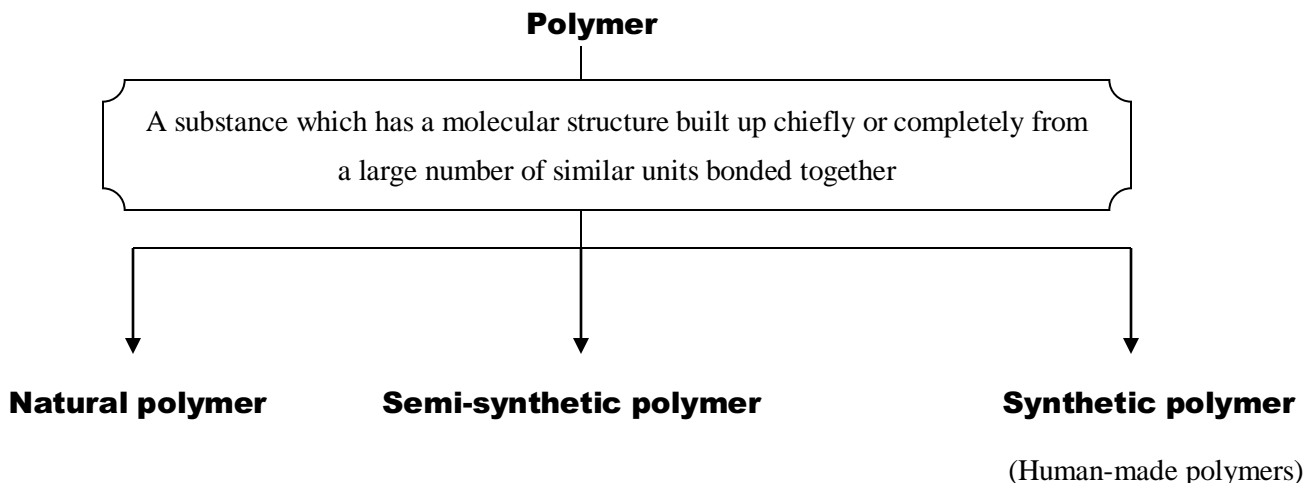 Polymer
A substance which has a molecular structure built up chiefly or completely from
a large number of similar units bonded together
Natural polymer
Semi-synthetic polymer
Synthetic polymer
(Human-made polymers)